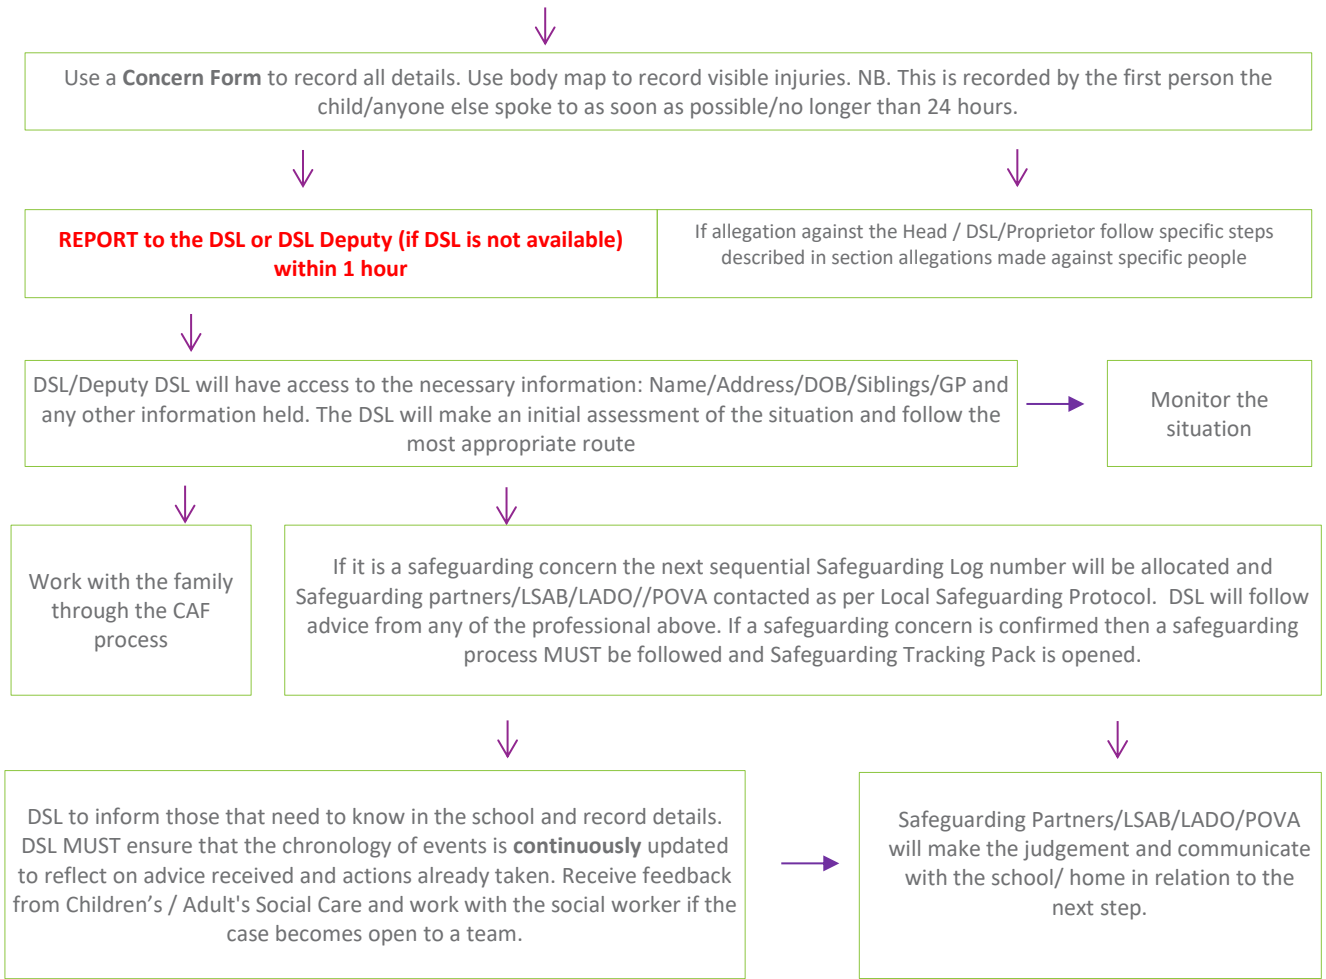 Use a Concern Form to record all details. Use body map to record visible injuries. NB. This is recorded by the first person the
child/anyone else spoke to as soon as possible/no longer than 24 hours.
REPORT to the DSL or DSL Deputy (if DSL is not available)
within 1 hour
If allegation against the Head / DSL/Proprietor follow specific steps
described in section allegations made against specific people
DSL/Deputy DSL will have access to the necessary information: Name/Address/DOB/Siblings/GP and
any other information held. The DSL will make an initial assessment of the situation and follow the
most appropriate route
Monitor the
situation
Work with the family
through the CAF
process
If it is a safeguarding concern the next sequential Safeguarding Log number will be allocated and
Safeguarding partners/LSAB/LADO//POVA contacted as per Local Safeguarding Protocol.  DSL will follow
advice from any of the professional above. If a safeguarding concern is confirmed then a safeguarding
process MUST be followed and Safeguarding Tracking Pack is opened.
DSL to inform those that need to know in the school and record details.
DSL MUST ensure that the chronology of events is continuously updated
to reflect on advice received and actions already taken. Receive feedback
from Children’s / Adult's Social Care and work with the social worker if the
case becomes open to a team.
Safeguarding Partners/LSAB/LADO/POVA
will make the judgement and communicate
with the school/ home in relation to the
next step.